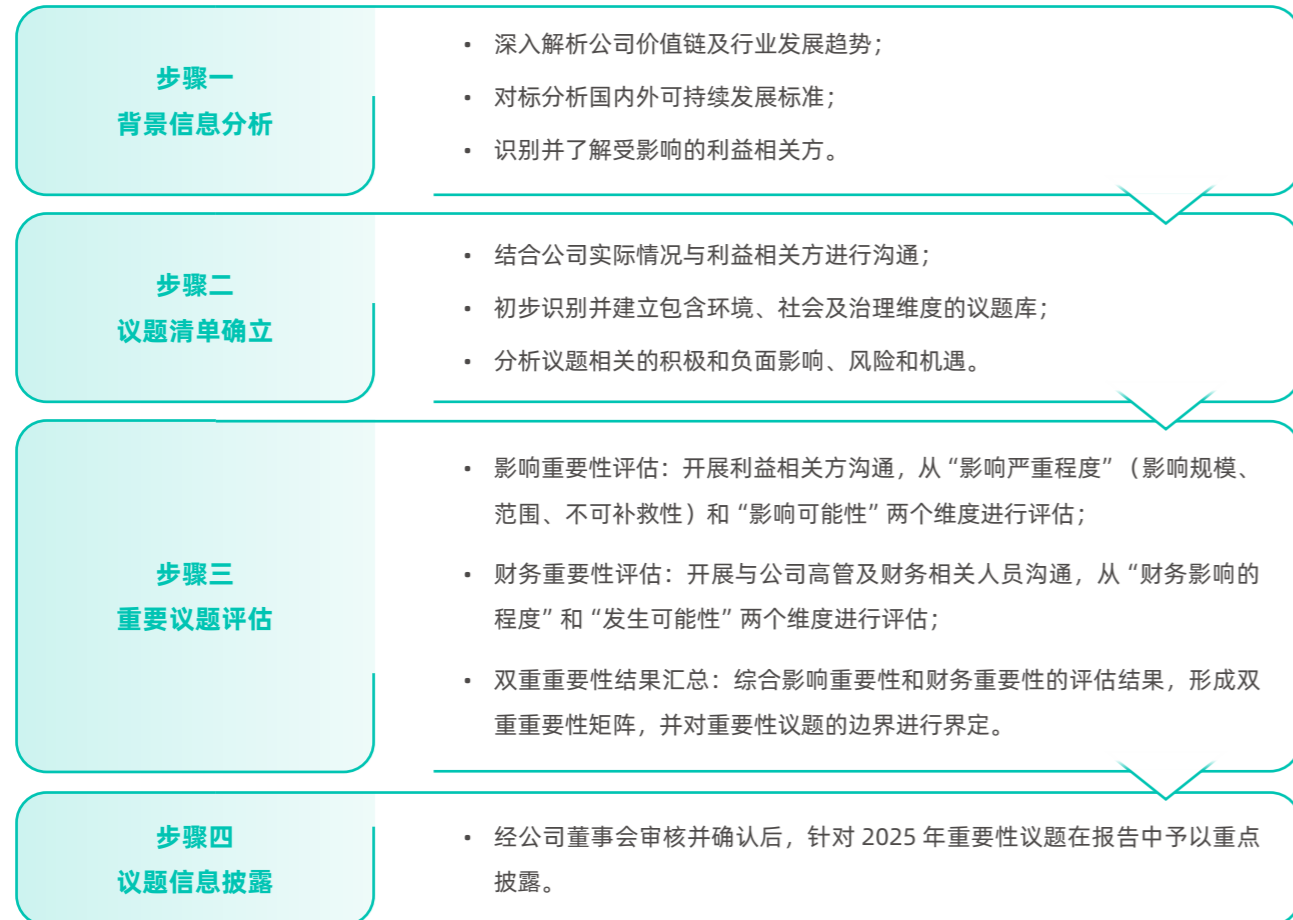 步骤一
背景信息分析
• 深入解析公司价值链及行业发展趋势；
• 对标分析国内外可持续发展标准；
• 识别并了解受影响的利益相关方。
步骤二
议题清单确立
• 结合公司实际情况与利益相关方进行沟通；
• 初步识别并建立包含环境、社会及治理维度的议题库；
• 分析议题相关的积极和负面影响、风险和机遇。
步骤三
重要议题评估
• 影响重要性评估：开展利益相关方沟通，从“影响严重程度”（影响规模、
范围、不可补救性）和“影响可能性”两个维度进行评估；
• 财务重要性评估：开展与公司高管及财务相关人员沟通，从“财务影响的
程度”和“发生可能性”两个维度进行评估；
• 双重重要性结果汇总：综合影响重要性和财务重要性的评估结果，形成双
重重要性矩阵，并对重要性议题的边界进行界定。
步骤四
议题信息披露
• 经公司董事会审核并确认后，针对 2025 年重要性议题在报告中予以重点
披露。